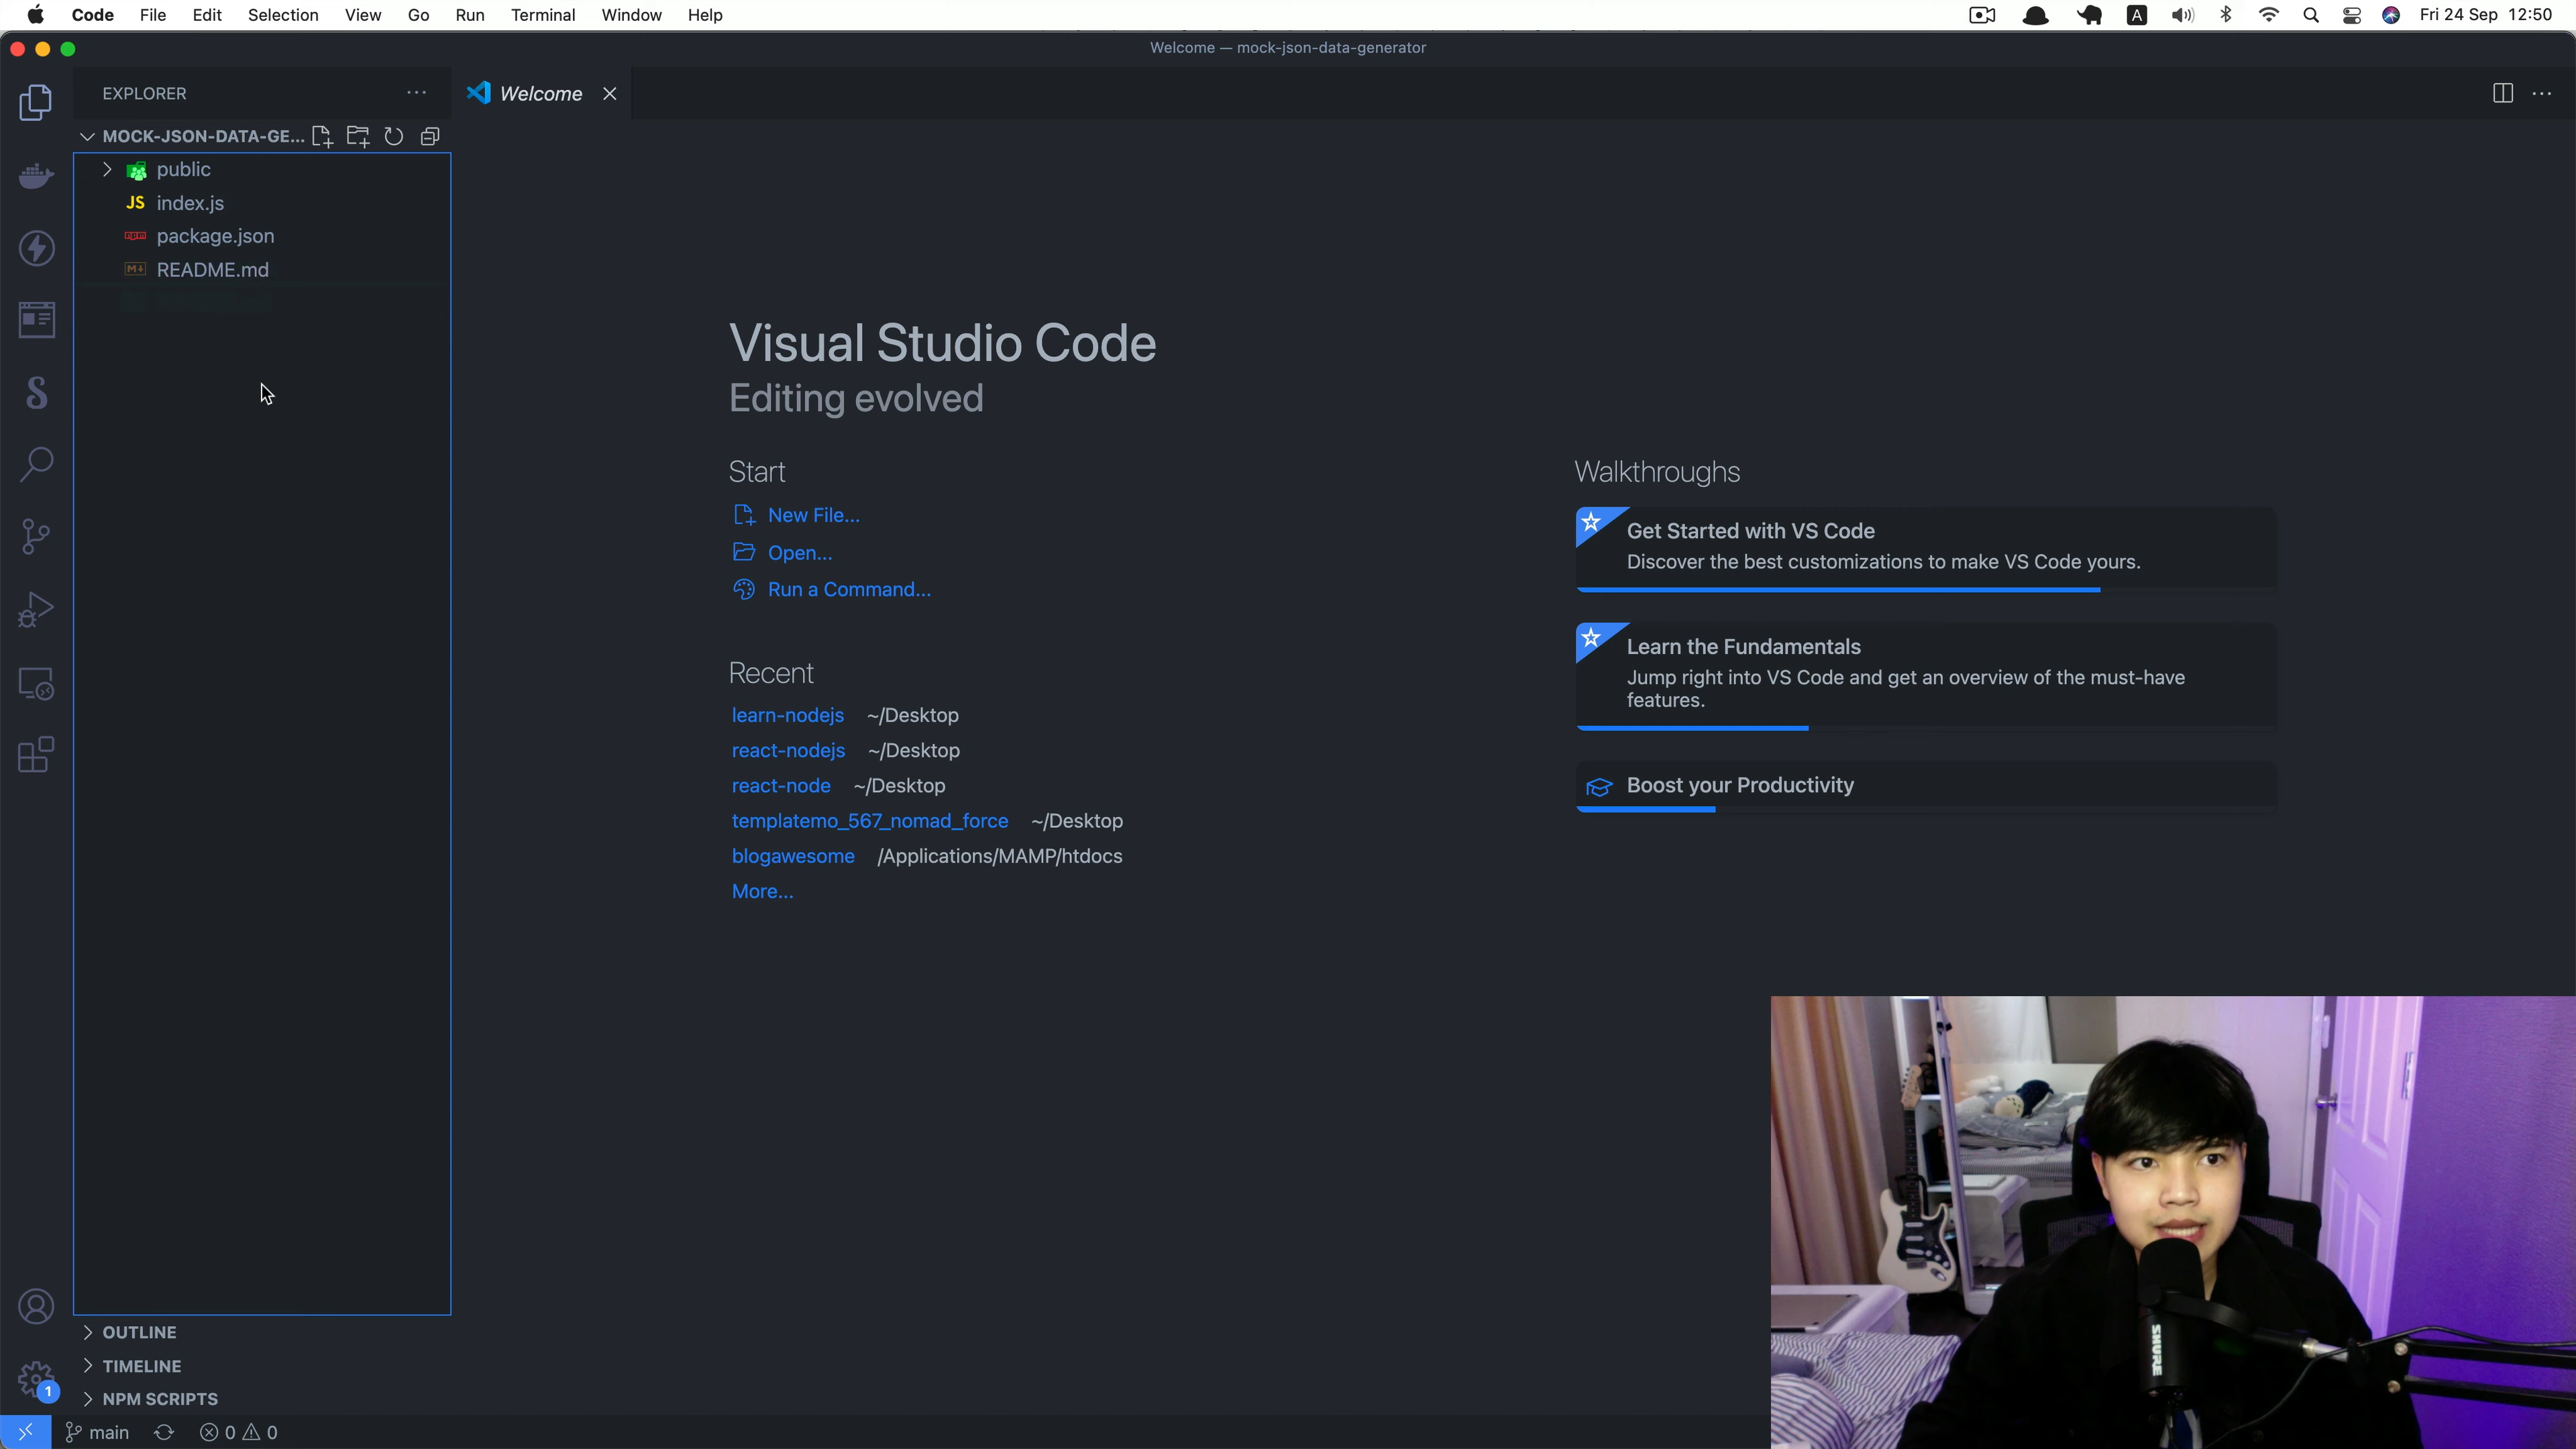 Code File Edit Selection View Go Run Terminal Window Help
A
Fri 24 Sep 12:50
Welcome — mock-json-data-generator
EXPLORER
Welcome
MOCK-JSON-DATA-GE...
public
JS index.js
npm package.json
README.md
Visual Studio Code
Editing evolved
Start
New File...
Open...
Run a Command...
Recent
learn-nodejs ~/Desktop
react-nodejs ~/Desktop
react-node ~/Desktop
templatemo_567_nomad_force ~/Desktop
blogawesome /Applications/MAMP/htdocs
More...
Walkthroughs
Get Started with VS Code
Discover the best customizations to make VS Code yours.
Learn the Fundamentals
Jump right into VS Code and get an overview of the must-have
features.
Boost your Productivity
OUTLINE
TIMELINE
1
NPM SCRIPTS
main 0 0
SHURE